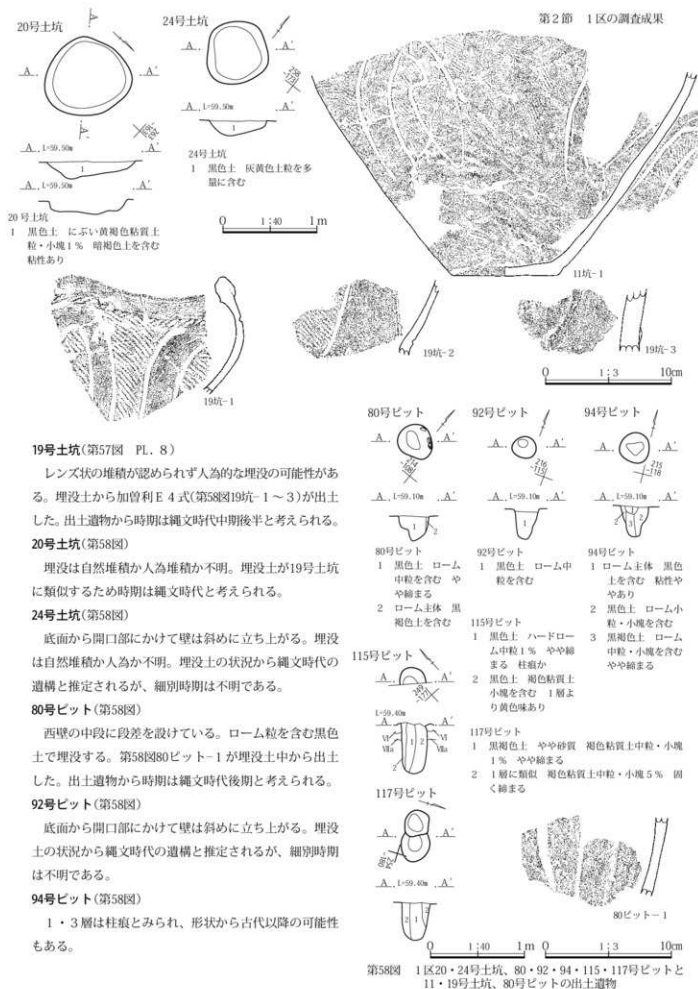 第2節　1区の調査成果
20号土坑
A　A'
A　A'
A　L=59.50m　A'
1
A　L=59.50m　A'
20号土坑
1　黒色土　にぶい黄褐色粘質土
粒・小塊1％　暗褐色土を含む
粘性あり
24号土坑
A　A'
A　L=59.50m　A'
1
24号土坑
1　黒色土　灰黄色土粒を多
量に含む
0　1:40　1m
11坑-1
19坑-1
19坑-2
19坑-3
0　1:3　10cm
19号土坑(第57図　PL. 8)
レンズ状の堆積が認められず人為的な埋没の可能性があ
る。埋没土から加曽利E 4式(第58図19坑-1～3)が出土
した。出土遺物から時期は縄文時代中期後半と考えられる。
20号土坑(第58図)
埋没は自然堆積か人為堆積か不明。埋没土が19号土坑
に類似するため時期は縄文時代と考えられる。
24号土坑(第58図)
底面から開口部にかけて壁は斜めに立ち上がる。埋没
は自然堆積か人為か不明。埋没土の状況から縄文時代の
遺構と推定されるが、細別時期は不明である。
80号ピット(第58図)
西壁の中段に段差を設けている。ローム粒を含む黒色
土で埋没する。第58図80ピット-1が埋没土中から出土
した。出土遺物から時期は縄文時代後期と考えられる。
92号ピット(第58図)
底面から開口部にかけて壁は斜めに立ち上がる。埋没
土の状況から縄文時代の遺構と推定されるが、細別時期
は不明である。
94号ピット(第58図)
1・3層は柱痕とみられ、形状から古代以降の可能性
もある。
80号ピット
A　A'
214
-108
A　L=59.10m　A'
1
2
80号ピット
1　黒色土　ローム
中粒を含む　や
や締まる
2　ローム主体　黒
褐色土を含む
92号ピット
A　A'
216
-115
A　L=59.10m　A'
1
92号ピット
1　黒色土　ローム中
粒を含む
94号ピット
A　A'
215
-118
A　L=59.10m　A'
1
2　3　2
94号ピット
1　ローム主体　黒色
土を含む　粘性や
ややあり
2　黒色土　ローム小
粒・小塊を含む
3　黒褐色土　ローム
中粒・小塊を含む
やや締まる
115号ピット
A　A'
249
-177
L=59.40m
A　A'
Ⅵ
Ⅶa
1　2
2
Ⅵ
Ⅶa
115号ピット
1　黒色土　ハードロー
ム中粒1％　やや締
まる　柱痕か
2　黒色土　褐色粘質土
小塊を含む　1層よ
り黄色味あり
117号ピット
A　A'
A　L=59.40m　A'
2　1　2
117号ピット
1　黒褐色土　やや砂質　褐色粘質土中粒・小塊
1％　やや締まる
2　1層に類似　褐色粘質土中粒・小塊5％　固
く締まる
80ピット-1
0　1:40　1m　0　1:3　10cm
第58図　1区20・24号土坑、80・92・94・115・117号ピットと
11・19号土坑、80号ピットの出土遺物